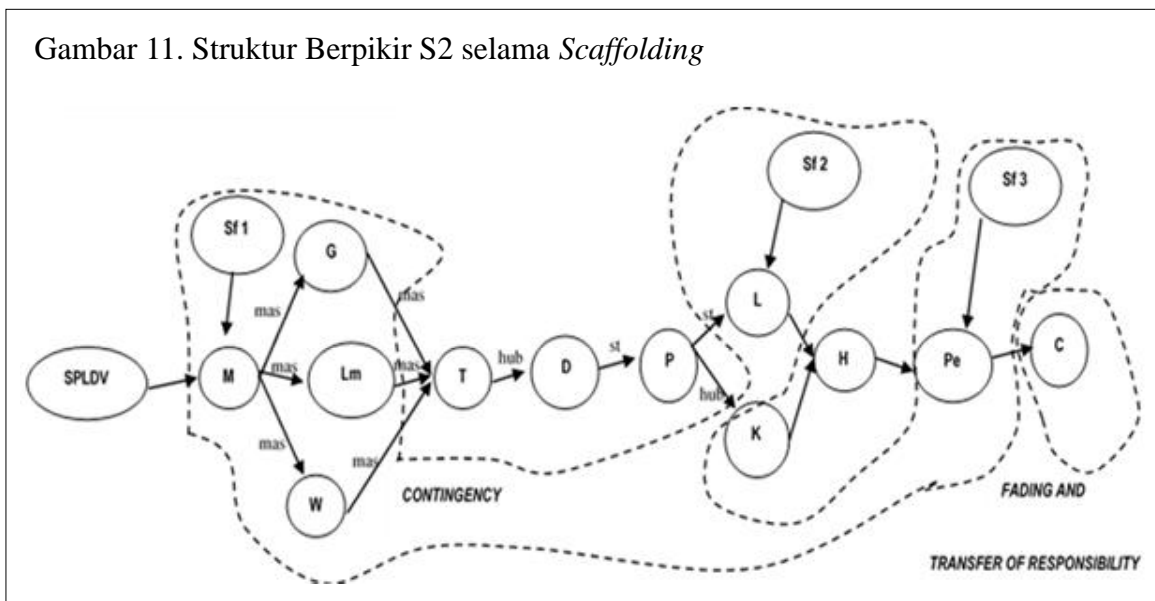 Gambar 11. Struktur Berpikir S2 selama Scaffolding
Sf 1
G
Sf 2
Sf 3
mas
mas
L
st
SPLDV
M
mas
Lm
mas
T
hub
D
st
P
H
Pe
C
hub
K
mas
mas
W
CONTINGENCY
FADING AND
TRANSFER OF RESPONSIBILITY